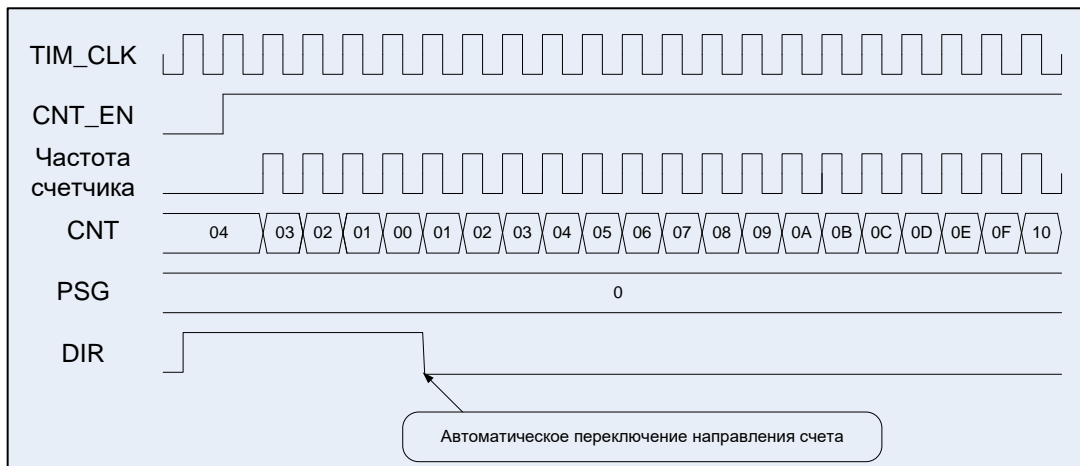 TIM_CLK
CNT_EN
Частота
счетчика
CNT
04 03 02 01 00 01 02 03 04 05 06 07 08 09 0A 0B 0C 0D 0E 0F 10
PSG
0
DIR
Автоматическое переключение направления счета